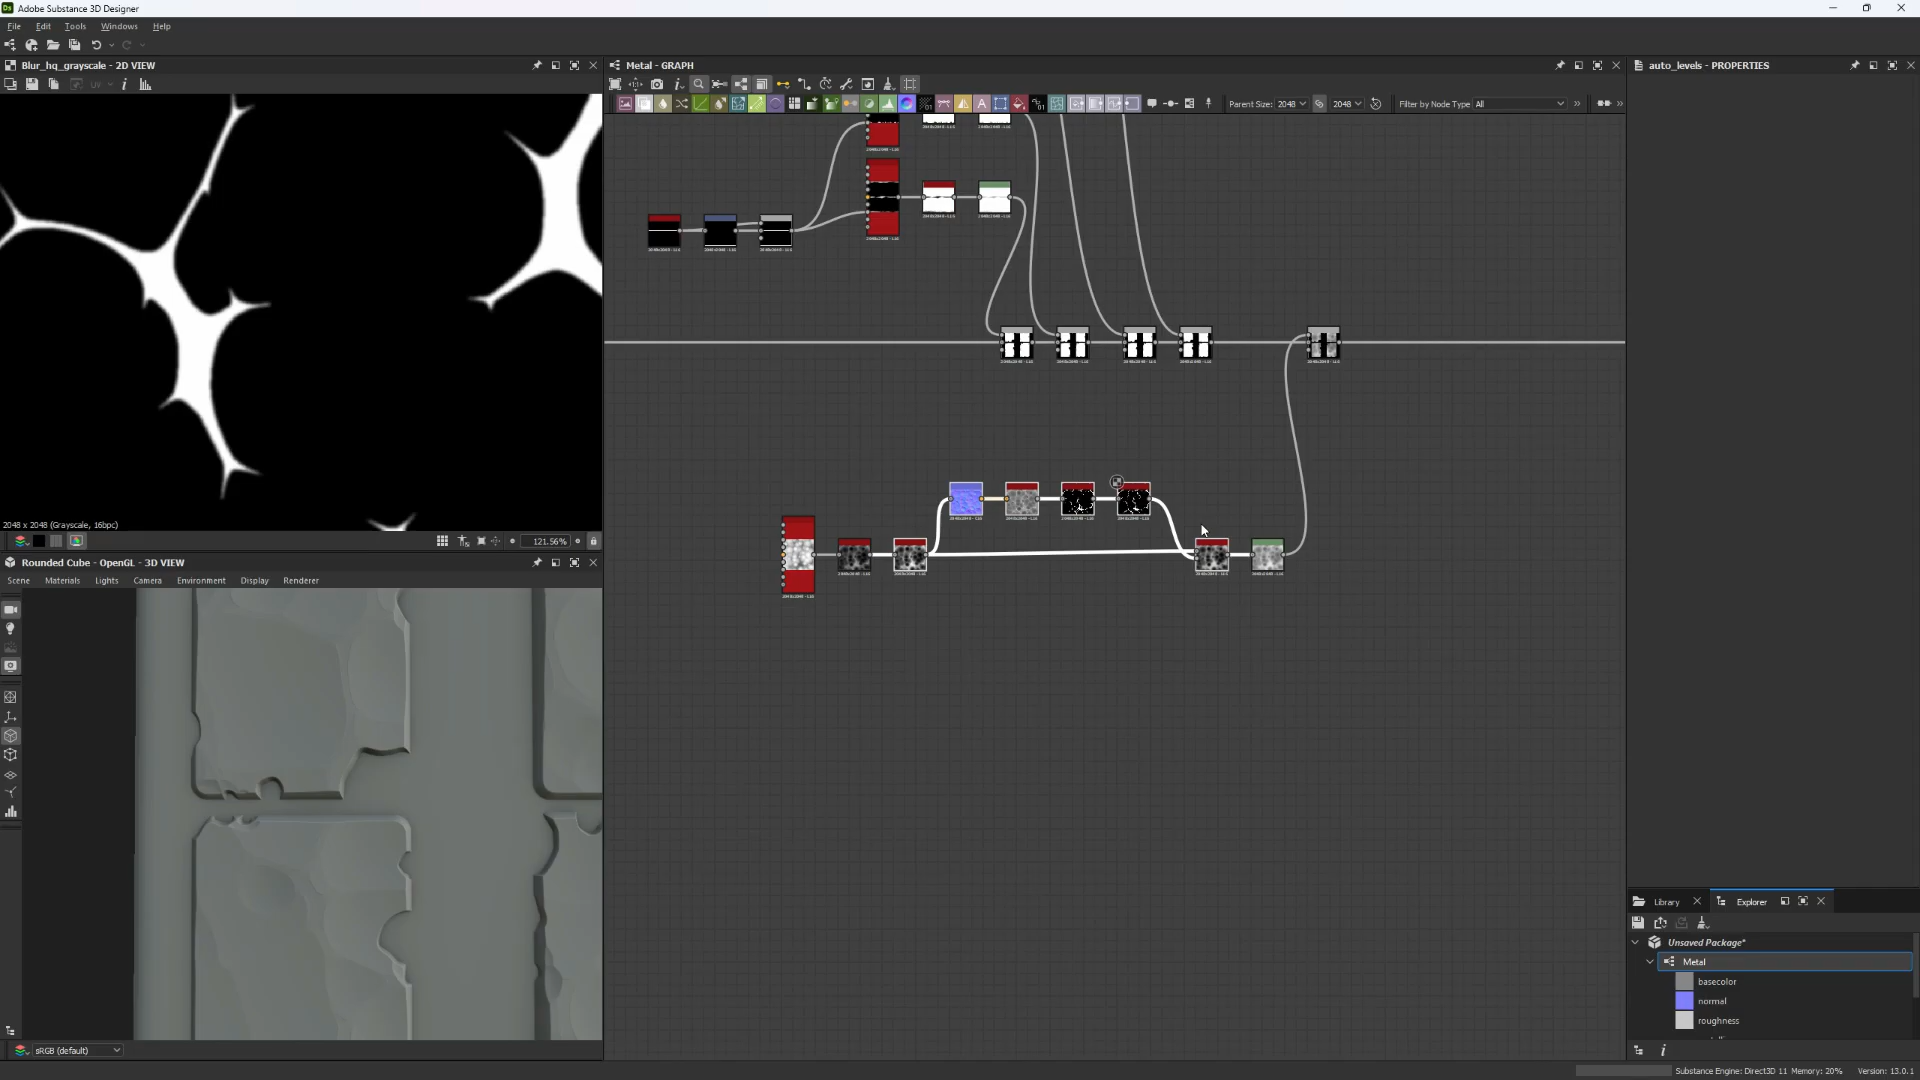 Adobe Substance 3D Designer
File Edit Tools Windows Help
Blur_hq_grayscale - 2D VIEW
Metal - GRAPH
auto_levels - PROPERTIES
Parent Size: 2048
2048
Filter by Node Type All
2048 x 2048 (Grayscale, 16bpc)
121.56%
Rounded Cube - OpenGL - 3D VIEW
Scene Materials Lights Camera Environment Display Renderer
Library
Explorer
Unsaved Package*
Metal
basecolor
normal
roughness
sRGB (default)
Substance Engine: Direct3D 11 Memory: 20% Version: 13.0.1